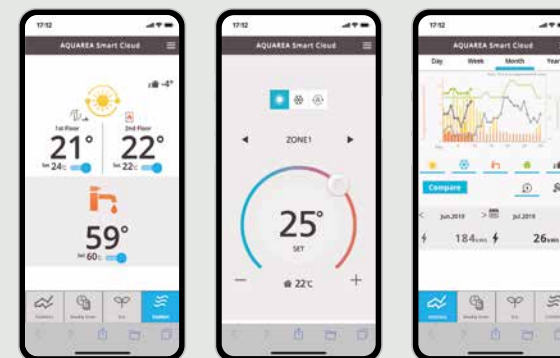 17:12
AQUAREA Smart Cloud
-4°
1st Floor
2nd Floor
21°
22°
Set 24°c
Set 22°c
59°
Set 60°c
17:12
AQUAREA Smart Cloud
ZONE1
25°
SET
22°c
17:12
AQUAREA Smart Cloud
Day Week Month Year
Compare
< Jun.2019 > Jul.2019
184kWh 26kWh